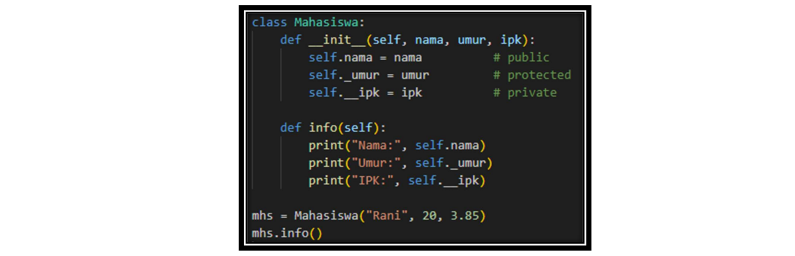 class Mahasiswa:
    def __init__(self, nama, umur, ipk):
        self.nama = nama          # public
        self._umur = umur         # protected
        self.__ipk = ipk          # private
    def info(self):
        print("Nama:", self.nama)
        print("Umur:", self._umur)
        print("IPK:", self.__ipk)
mhs = Mahasiswa("Rani", 20, 3.85)
mhs.info()